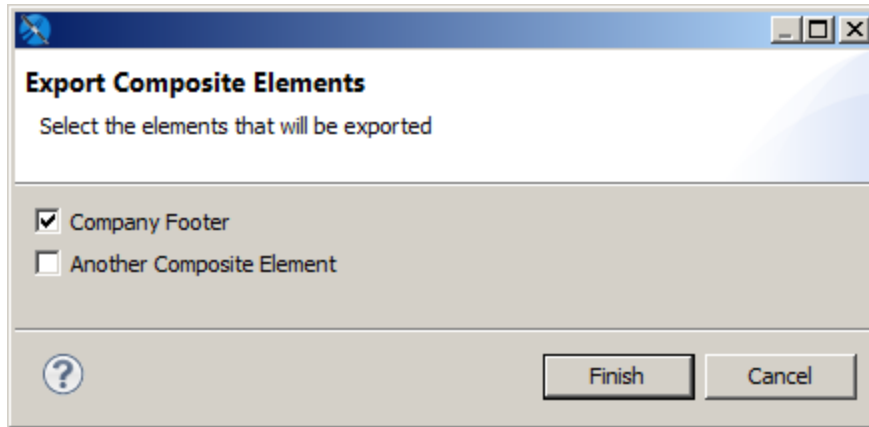 Export Composite Elements
Select the elements that will be exported
Company Footer
Another Composite Element
?
Finish
Cancel